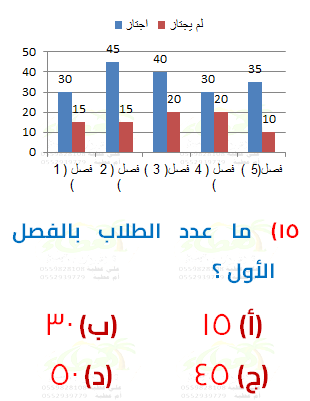 اجتاز لم يجتاز
50
40
30
20
10
0
30 15 45 15 40 20 30 20 35 10
فصل ( 1 ) فصل ( 2 ) فصل ( 3 ) فصل ( 4 ) فصل ( 5 )
١٥) ما عدد الطلاب بالفصل
الأول ؟
(أ) ١٥ (ب) ٣٠
(ج) ٤٥ (د) ٥٠